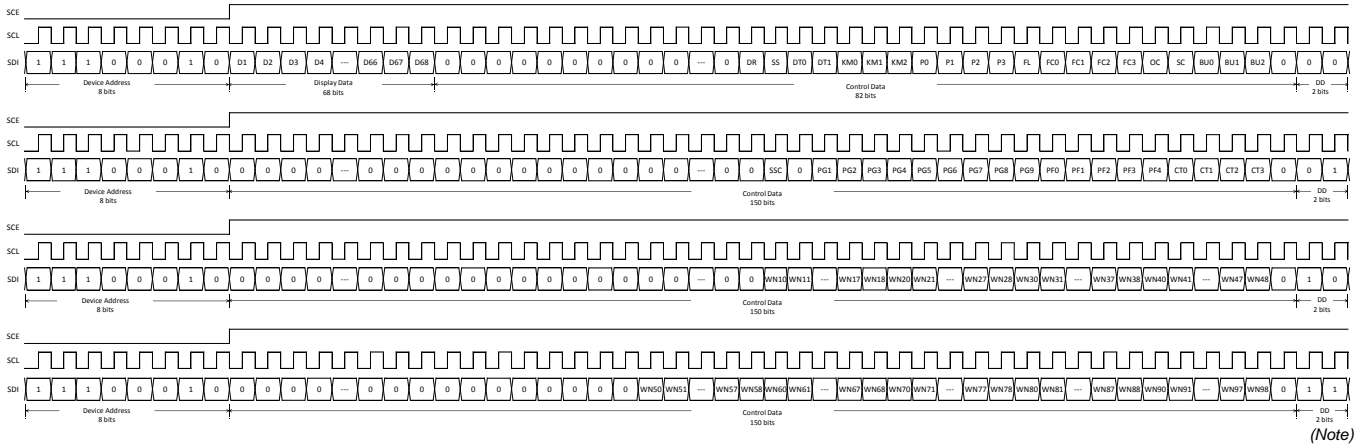 SCE
SCL
SDI 1 1 1 0 0 0 1 0 D1 D2 D3 D4 --- D66 D67 D68 0 0 0 0 0 0 0 0 0 0 --- 0 DR SS DT0 DT1 KM0 KM1 KM2 P0 P1 P2 P3 FL FC0 FC1 FC2 FC3 OC SC BU0 BU1 BU2 0 0 0
Device Address Display Data Control Data DD
8 bits 68 bits 82 bits 2 bits
SCE
SCL
SDI 1 1 1 0 0 0 1 0 0 0 0 0 --- 0 0 0 0 0 0 0 0 0 0 0 0 0 --- 0 0 SSC 0 PG1 PG2 PG3 PG4 PG5 PG6 PG7 PG8 PG9 PF0 PF1 PF2 PF3 PF4 CT0 CT1 CT2 CT3 0 0 1
Device Address Control Data DD
8 bits 150 bits 2 bits
SCE
SCL
SDI 1 1 1 0 0 0 1 0 0 0 0 0 --- 0 0 0 0 0 0 0 0 0 0 0 0 0 --- 0 0 WN10 WN11 --- WN17 WN18 WN20 WN21 --- WN27 WN28 WN30 WN31 --- WN37 WN38 WN40 WN41 --- WN47 WN48 0 1 0
Device Address Control Data DD
8 bits 150 bits 2 bits
SCE
SCL
SDI 1 1 1 0 0 0 1 0 0 0 0 0 --- 0 0 0 0 0 0 0 0 0 0 0 WN50 WN51 --- WN57 WN58 WN60 WN61 --- WN67 WN68 WN70 WN71 --- WN77 WN78 WN80 WN81 --- WN87 WN88 WN90 WN91 --- WN97 WN98 0 1 1
Device Address Control Data DD
8 bits 150 bits 2 bits
(Note)